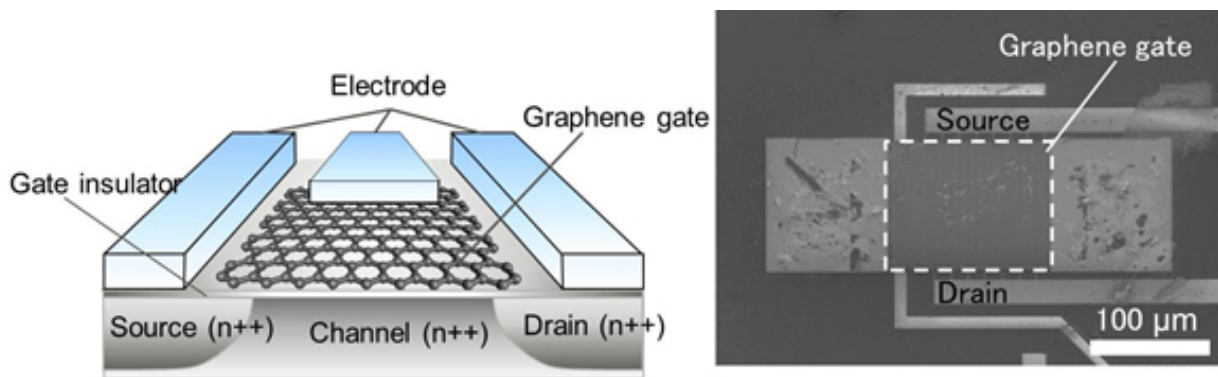 Electrode
Graphene gate
Gate insulator
Source (n++)
Channel (n++)
Drain (n++)
Graphene gate
Source
Drain
100 μm